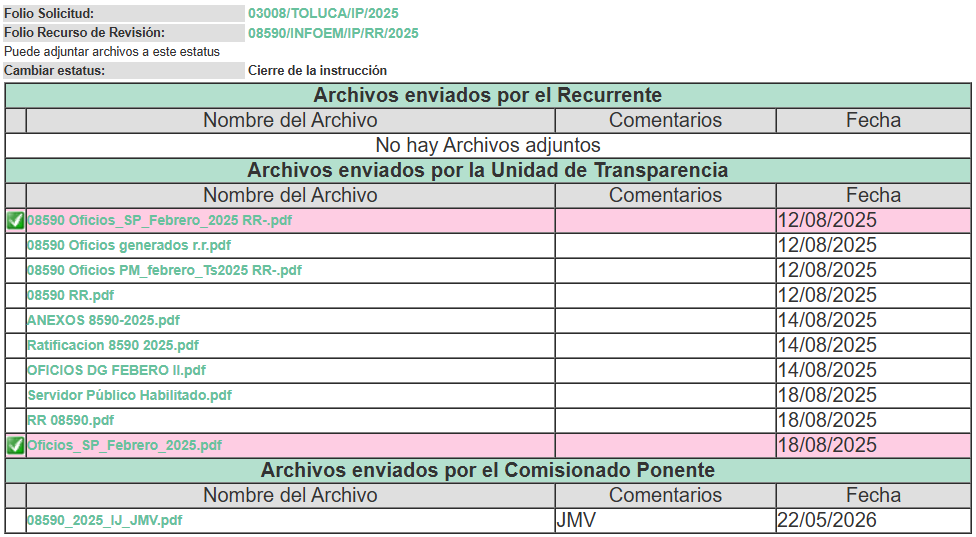 Folio Solicitud: 03008/TOLUCA/IP/2025
Folio Recurso de Revisión: 08590/INFOEM/IP/RR/2025
Puede adjuntar archivos a este estatus
Cambiar estatus: Cierre de la instrucción
Archivos enviados por el Recurrente
Nombre del Archivo Comentarios Fecha
No hay Archivos adjuntos
Archivos enviados por la Unidad de Transparencia
Nombre del Archivo Comentarios Fecha
08590 Oficios_SP_Febrero_2025 RR-.pdf 12/08/2025
08590 Oficios generados r.r.pdf 12/08/2025
08590 Oficios PM_febrero_Ts2025 RR-.pdf 12/08/2025
08590 RR.pdf 12/08/2025
ANEXOS 8590-2025.pdf 14/08/2025
Ratificacion 8590 2025.pdf 14/08/2025
OFICIOS DG FEBERO II.pdf 14/08/2025
Servidor Público Habilitado.pdf 18/08/2025
RR 08590.pdf 18/08/2025
Oficios_SP_Febrero_2025.pdf 18/08/2025
Archivos enviados por el Comisionado Ponente
Nombre del Archivo Comentarios Fecha
08590_2025_IJ_JMV.pdf JMV 22/05/2026